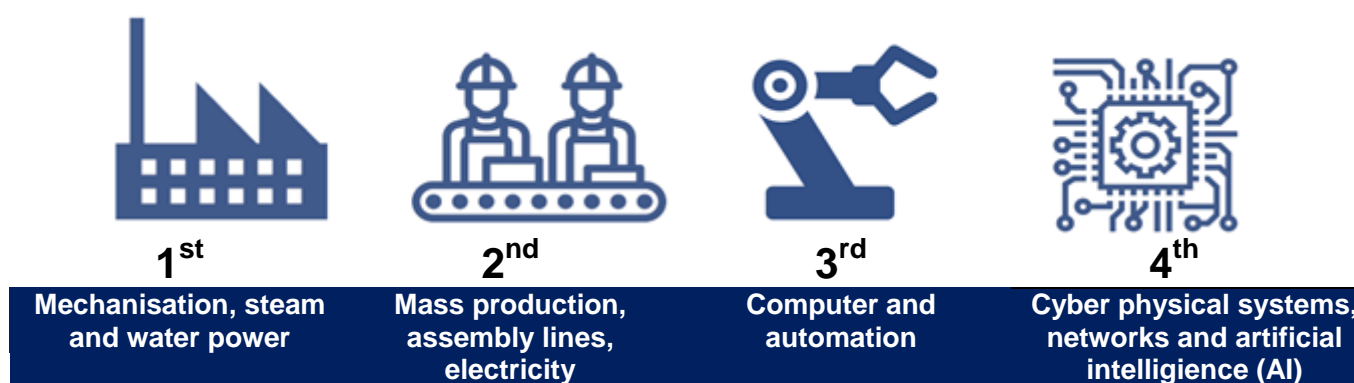 1st
2nd
3rd
4th
Mechanisation, steam
and water power
Mass production,
assembly lines,
electricity
Computer and
automation
Cyber physical systems,
networks and artificial
intelligience (AI)